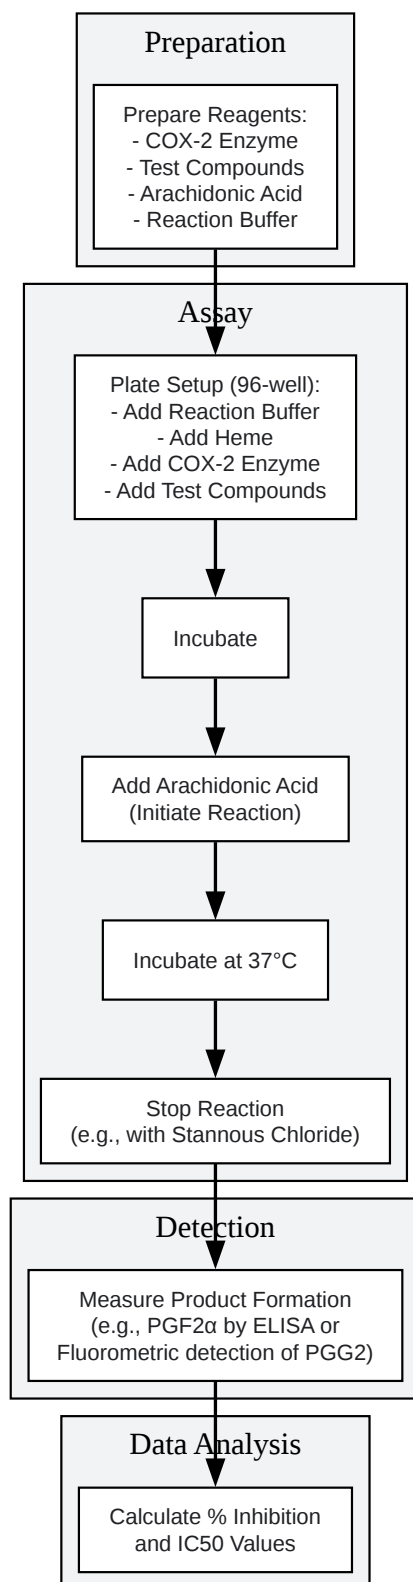 Preparation
Prepare Reagents:
- COX-2 Enzyme
- Test Compounds
- Arachidonic Acid
- Reaction Buffer
Assay
Plate Setup (96-well):
- Add Reaction Buffer
- Add Heme
- Add COX-2 Enzyme
- Add Test Compounds
Incubate
Add Arachidonic Acid
(Initiate Reaction)
Incubate at 37°C
Stop Reaction
(e.g., with Stannous Chloride)
Detection
Measure Product Formation
(e.g., PGF2α by ELISA or
Fluorometric detection of PGG2)
Data Analysis
Calculate % Inhibition
and IC50 Values